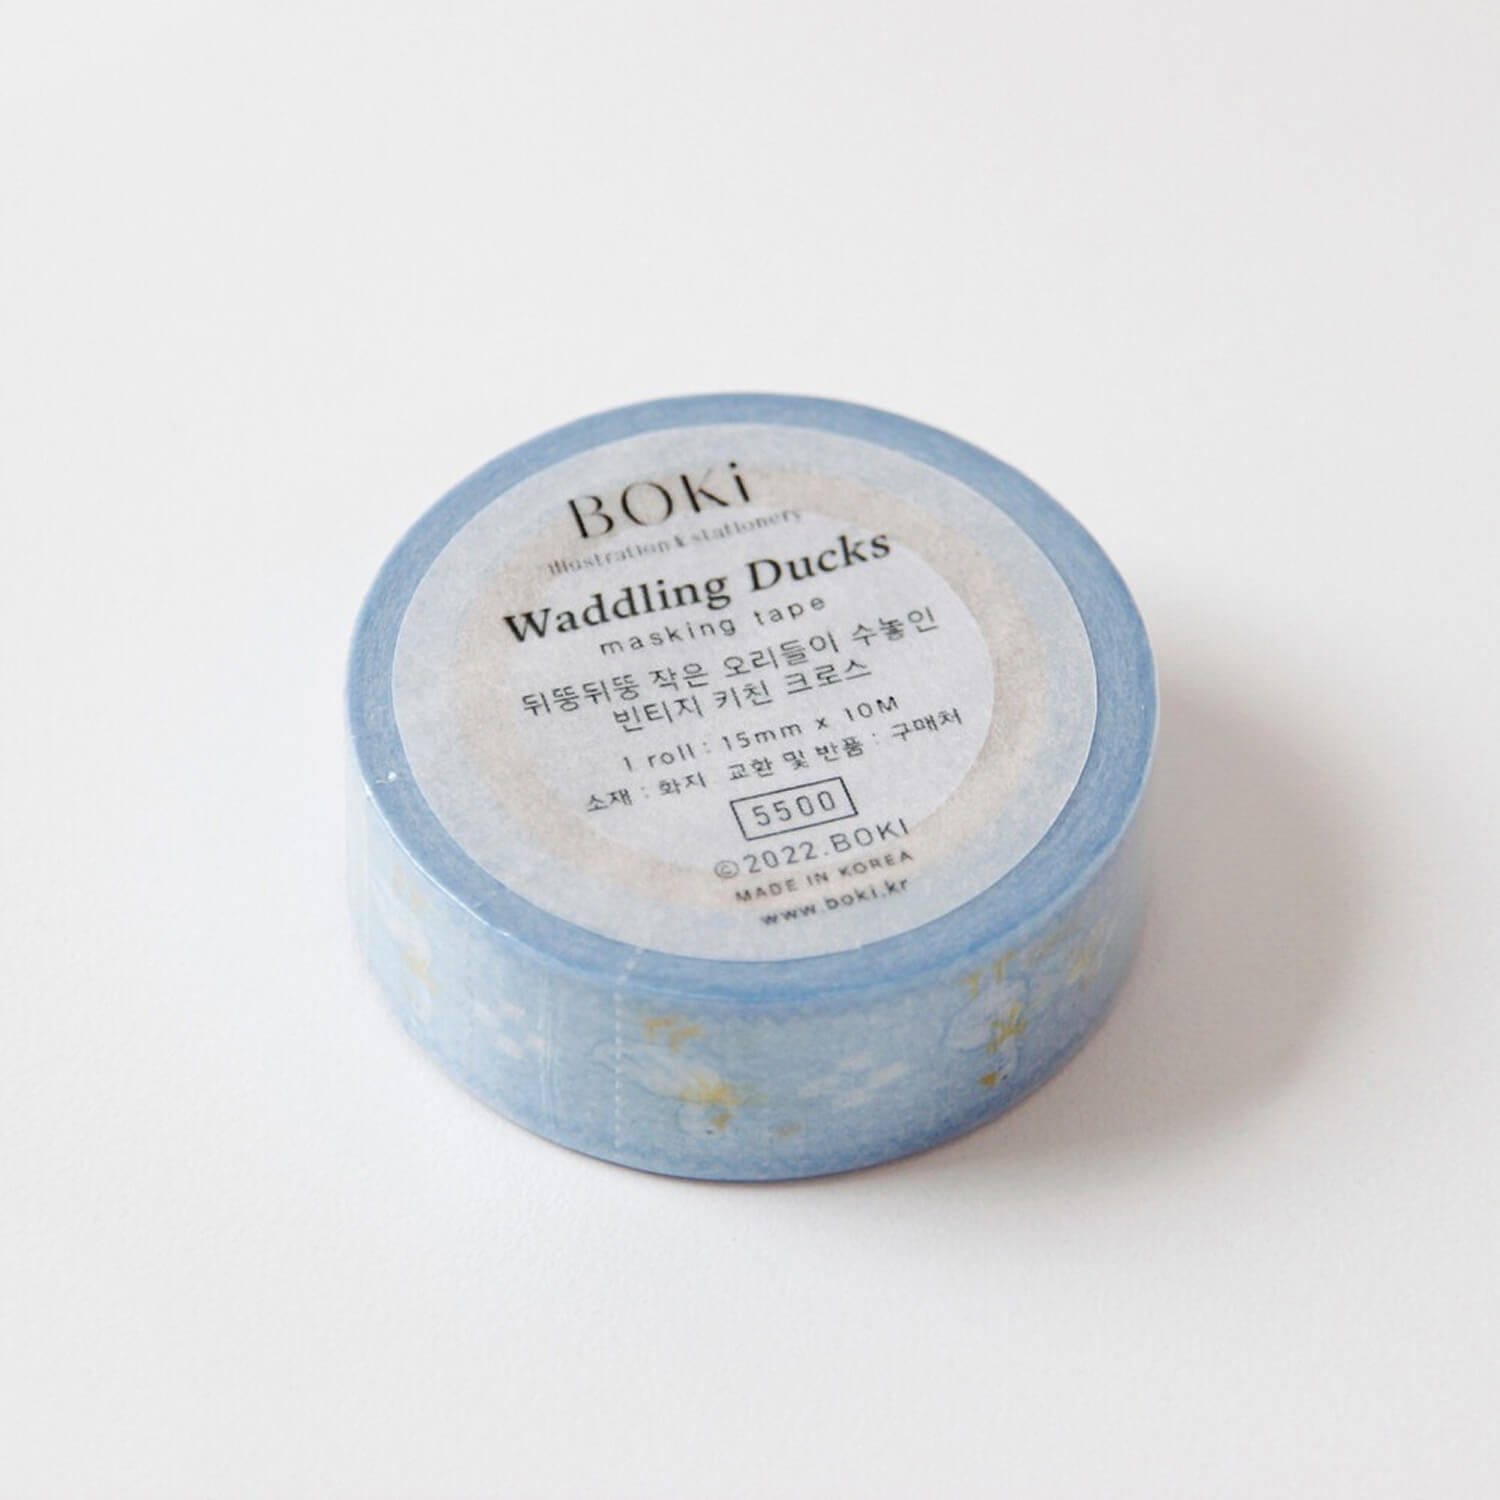 BOKi
illustration & stationery
Waddling Ducks
masking tape
뒤뚱뒤뚱 작은 오리들이 수놓인
빈티지 키친 크로스
1 roll : 15mm x 10M
소재 : 화지 교환 및 반품 : 구매처
5500
©2022.BOKI
MADE IN KOREA
www.boki.kr